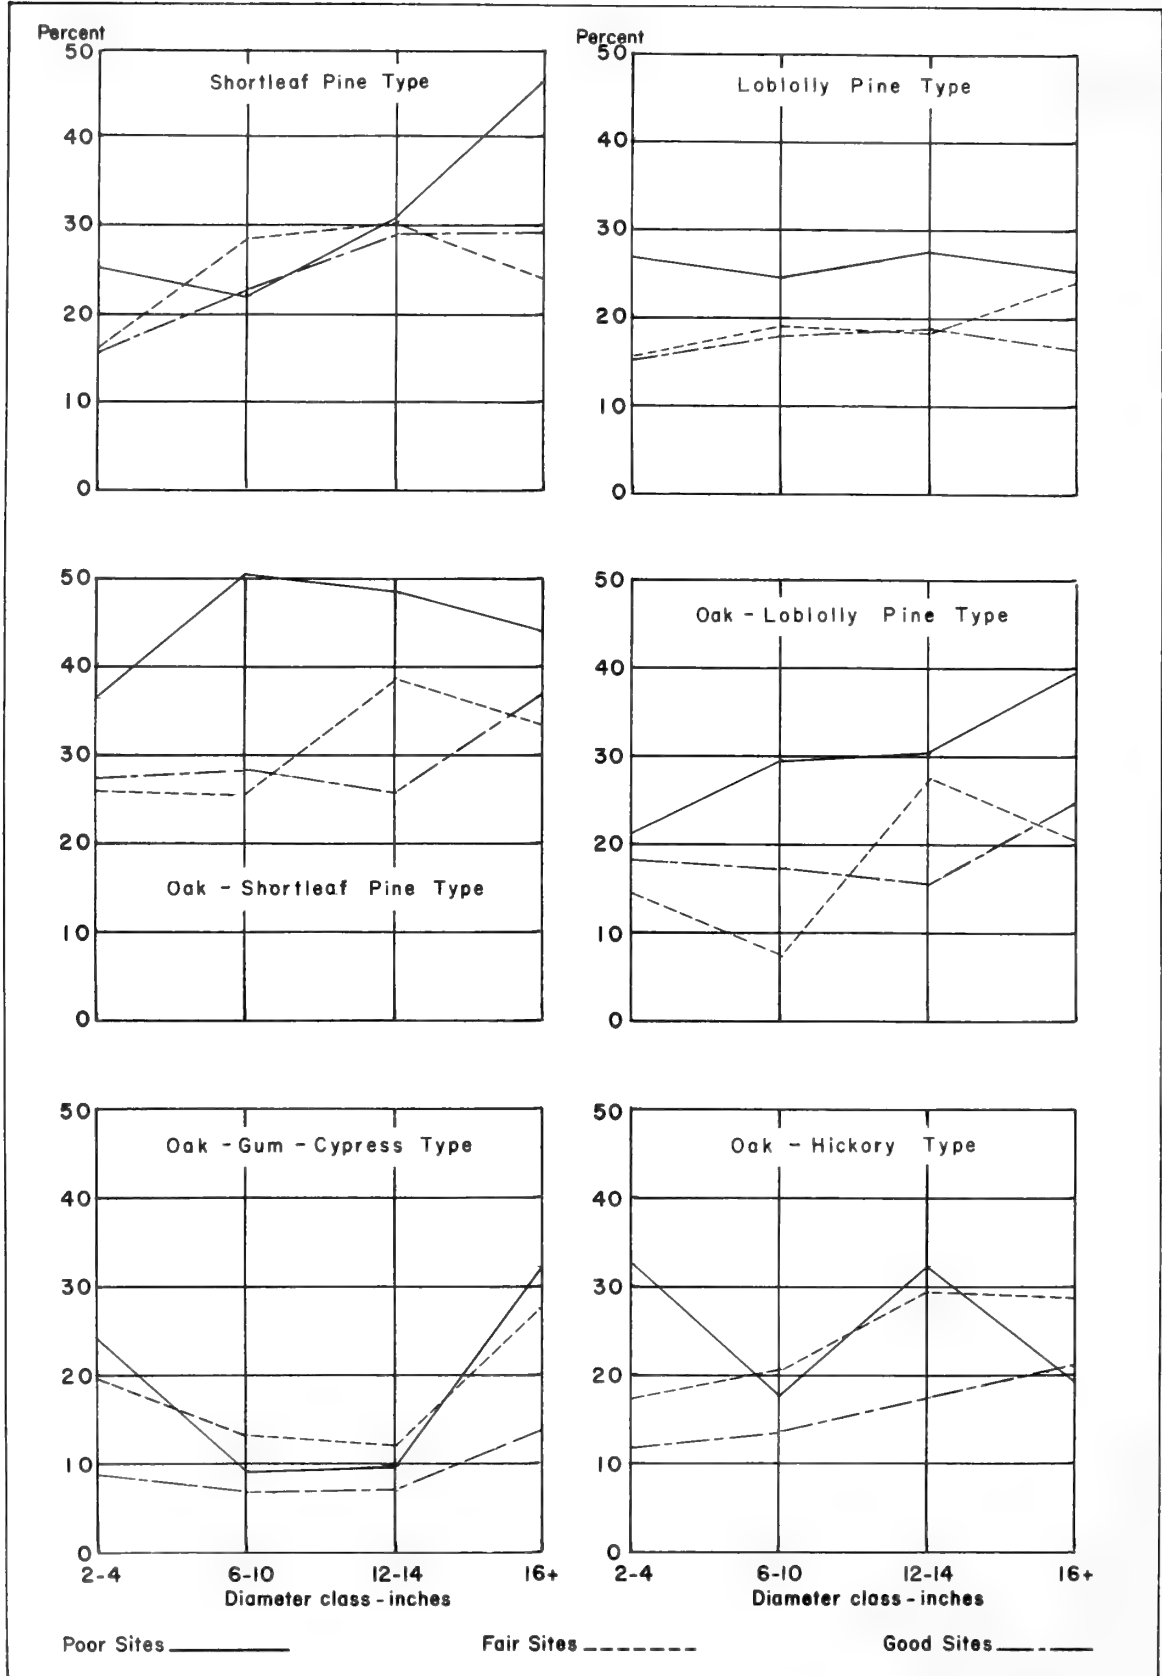 Percent
50
40
30
20
10
0
Shortleaf Pine Type
Percent
50
40
30
20
10
0
Loblolly Pine Type
50
40
30
20
10
0
Oak - Shortleaf Pine Type
50
40
30
20
10
0
Oak - Loblolly Pine Type
50
40
30
20
10
0
Oak - Gum - Cypress Type
2-4 6-10 12-14 16+
Diameter class - inches
50
40
30
20
10
0
Oak - Hickory Type
2-4 6-10 12-14 16+
Diameter class - inches
Poor Sites Fair Sites Good Sites